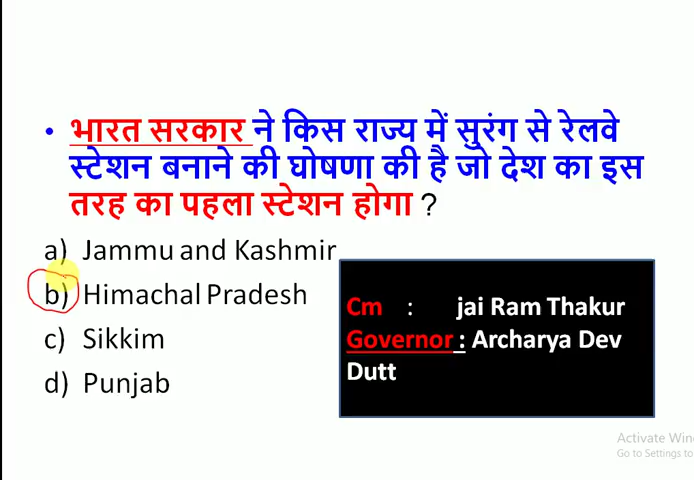 • भारत सरकार ने किस राज्य में सुरंग से रेलवे
स्टेशन बनाने की घोषणा की है जो देश का इस
तरह का पहला स्टेशन होगा ?
a) Jammu and Kashmir
b) Himachal Pradesh
c) Sikkim
d) Punjab
Cm : jai Ram Thakur
Governor : Archarya Dev
Dutt
Activate Win
Go to Settings to